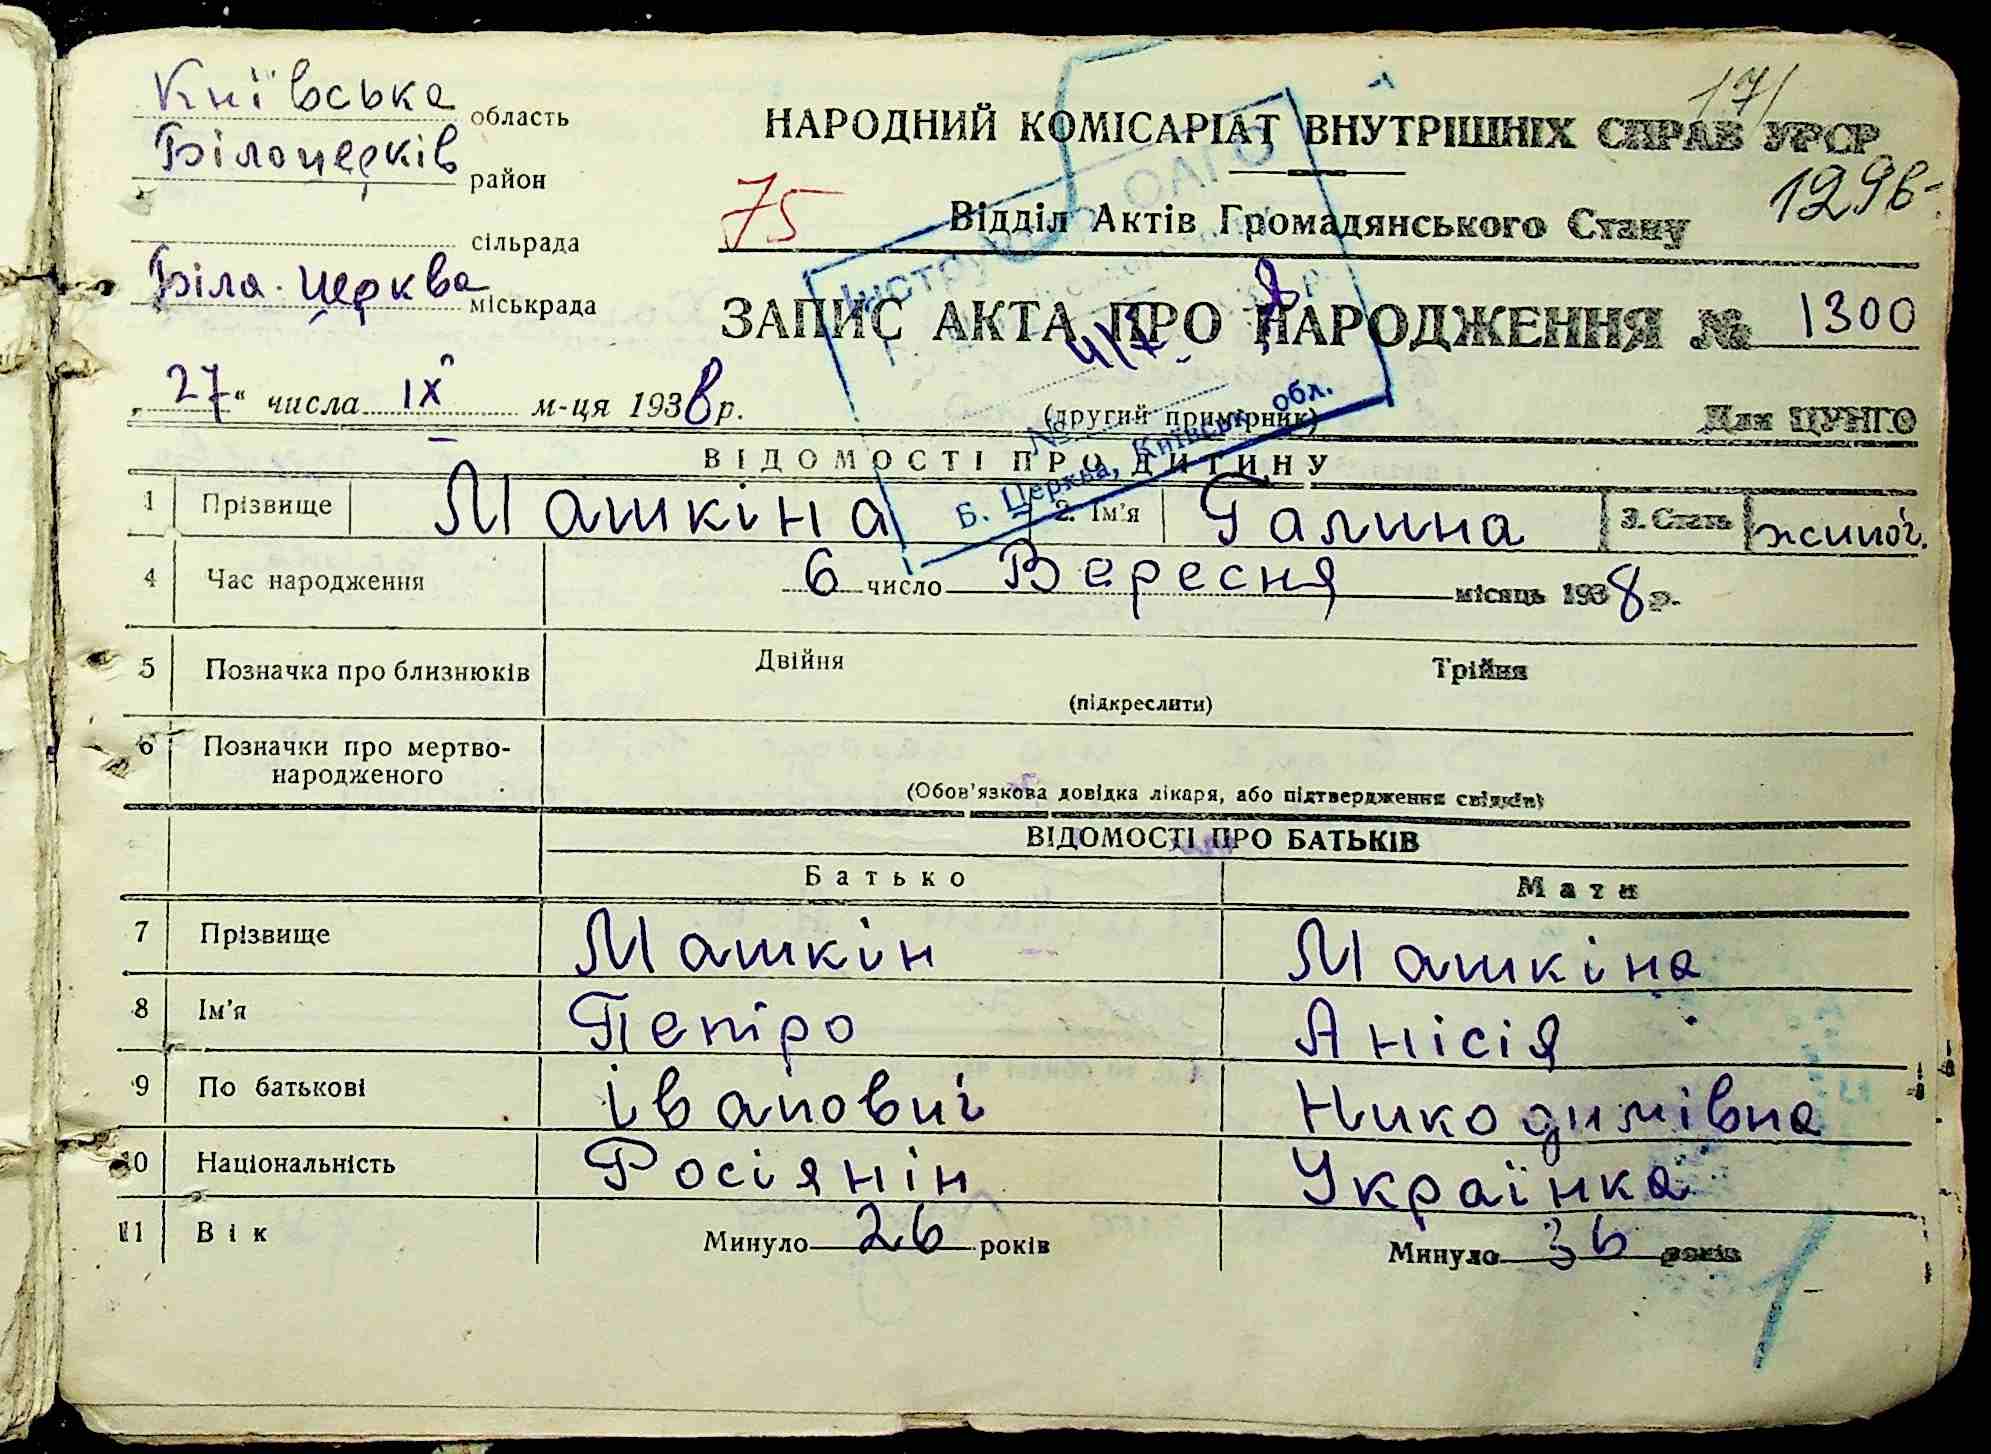 Київська область
Білоцерків район
сільрада
Біла-Церква міськрада
НАРОДНИЙ КОМІСАРІАТ ВНУТРІШНІХ СПРАВ УРСР
171
75
129в
Відділ Актів Громадянського Стану
ЗАПИС АКТА ПРО НАРОДЖЕННЯ № 1300
„27“ числа IX м-ця 1938 р.
(другий примірник)
Для ЦУНГО
Б. Церква, Київськ. обл.
ВІДОМОСТІ ПРО ДИТИНУ
1 Прізвище Машкіна 2. Ім'я Галина 3. Стать жіноч.
4 Час народження 6 число Вересня місяць 1938 р.
5 Позначка про близнюків Двійня Трійня
(підкреслити)
6 Позначки про мертво-
народженого
(Обов'язкова довідка лікаря, або підтвердження свідків)
ВІДОМОСТІ ПРО БАТЬКІВ
Батько Мати
7 Прізвище Машкін Машкіна
8 Ім'я Петро Анісія
9 По батькові Іванович Никодимівна
10 Національність Росіянін Українка
11 Вік Минуло 26 років Минуло 36 років